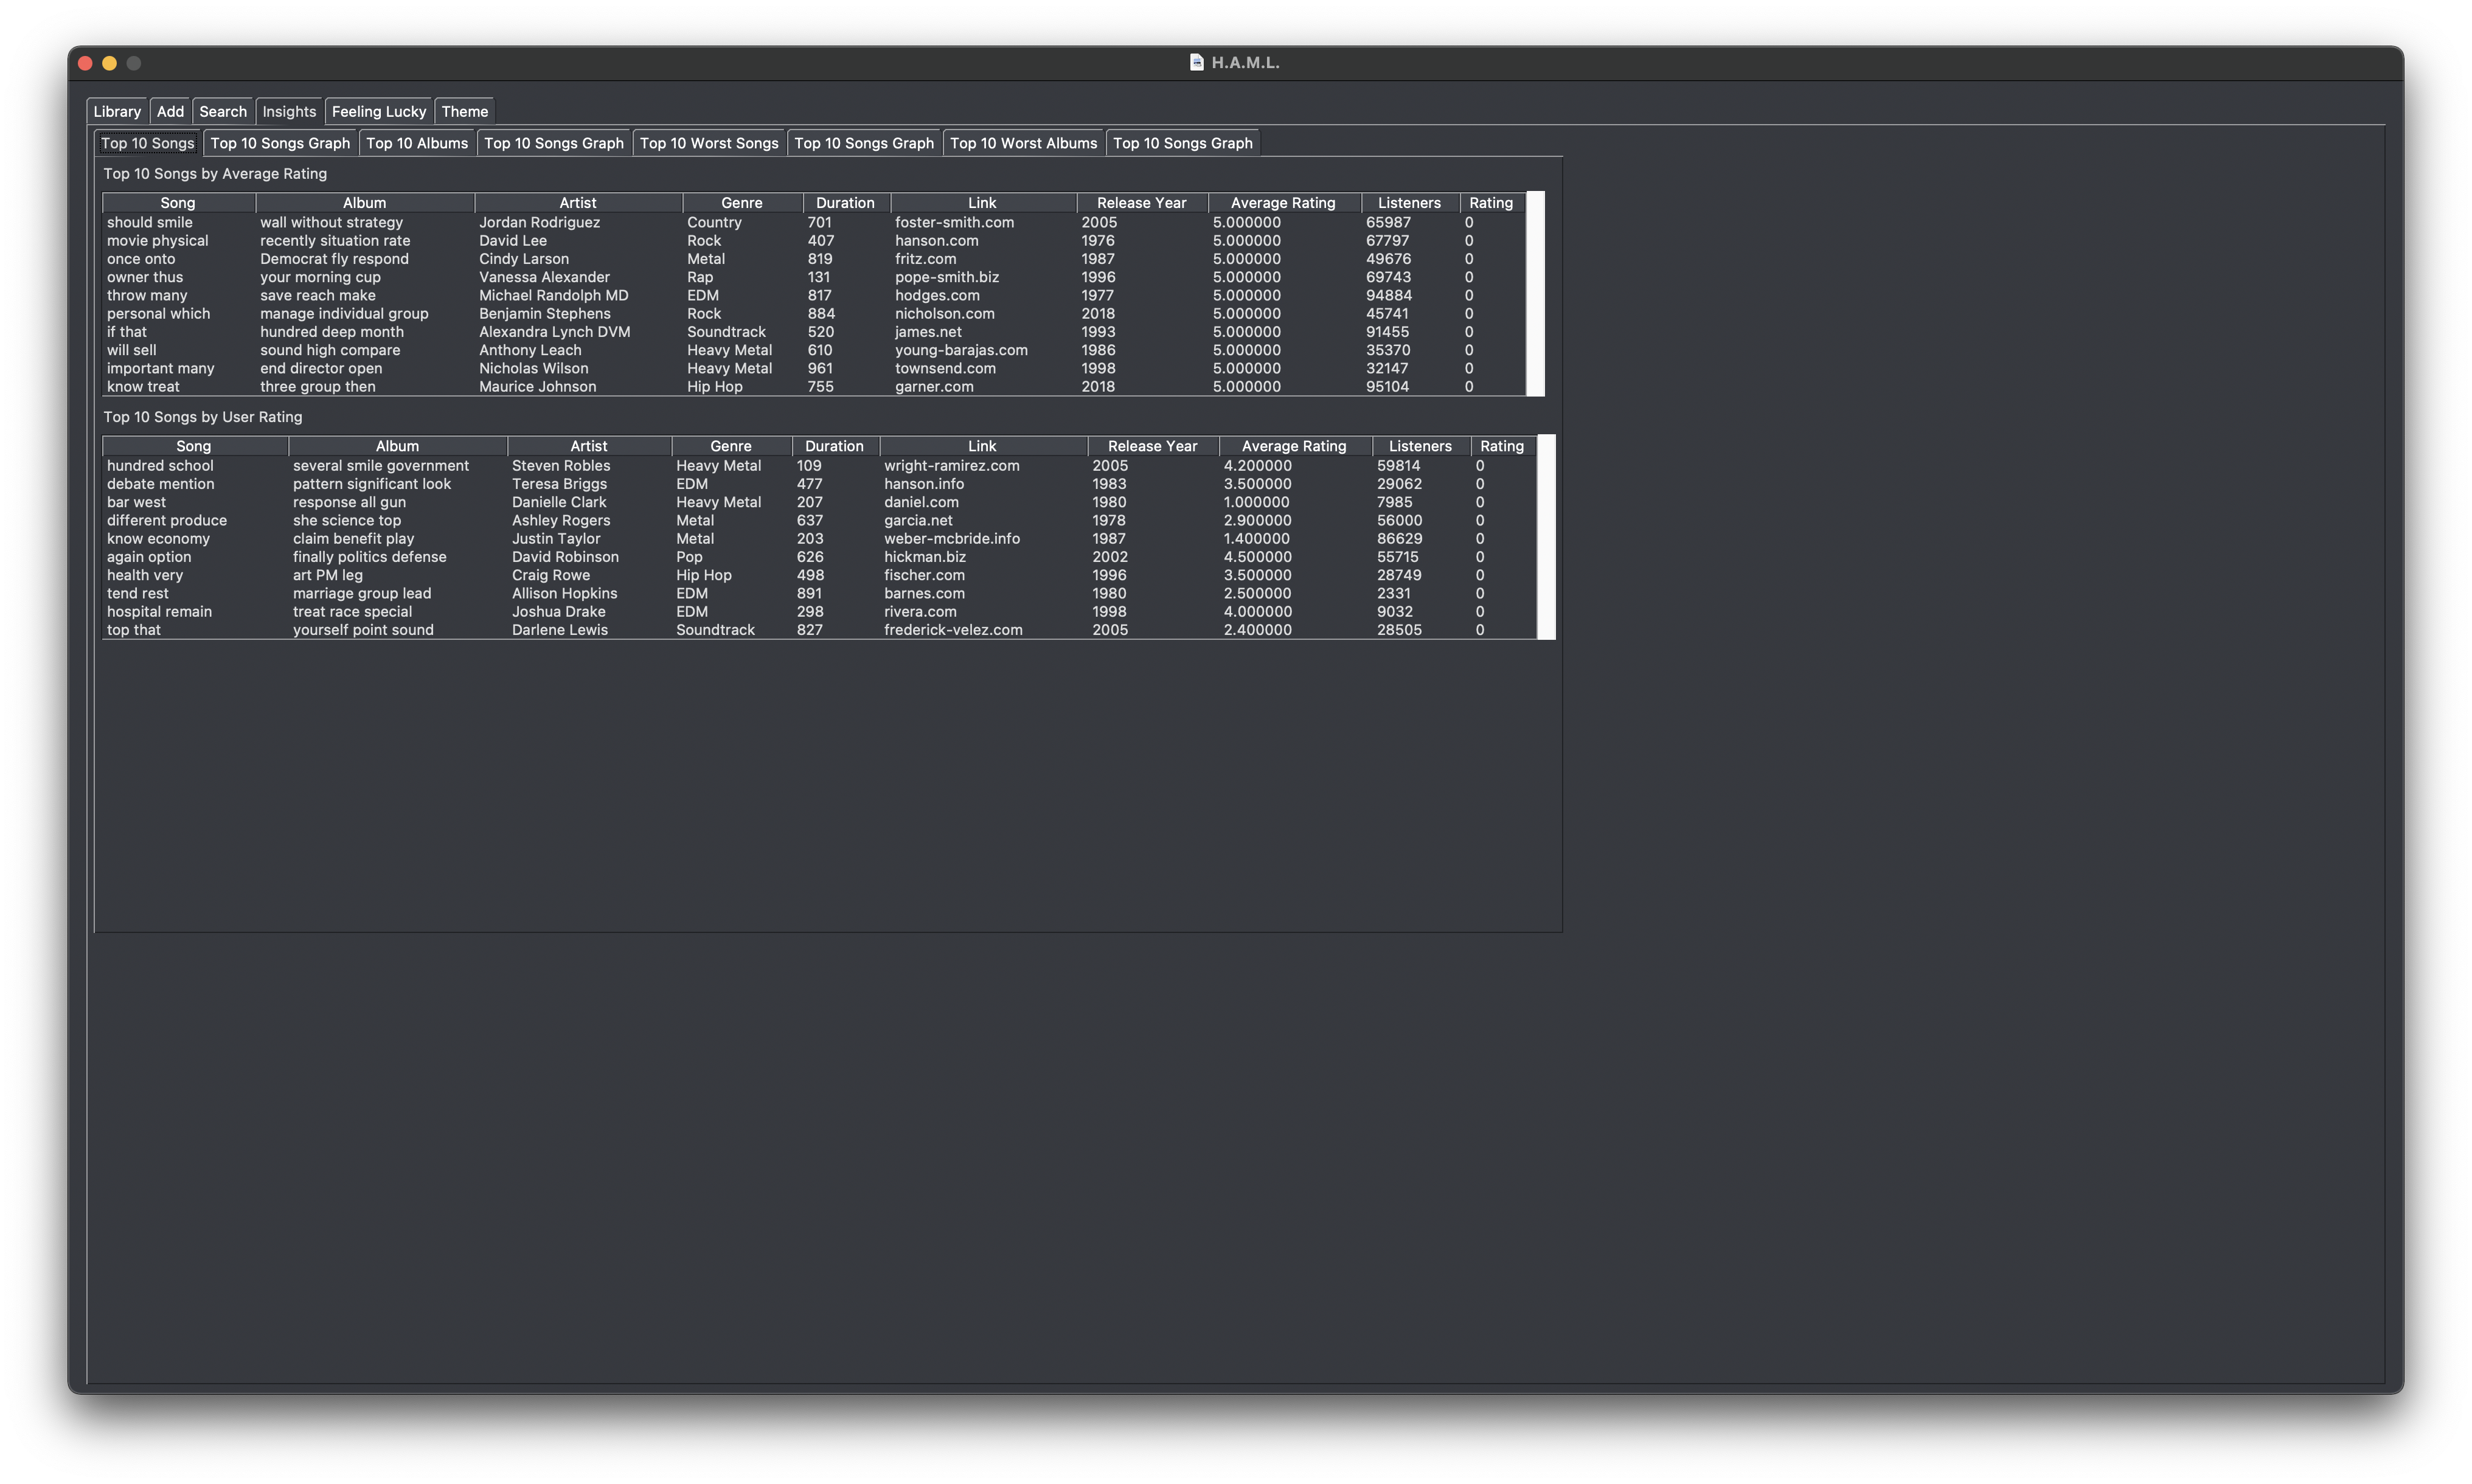 H.A.M.L.
Library Add Search Insights Feeling Lucky Theme
Top 10 Songs Top 10 Songs Graph Top 10 Albums Top 10 Songs Graph Top 10 Worst Songs Top 10 Songs Graph Top 10 Worst Albums Top 10 Songs Graph
Top 10 Songs by Average Rating
Song Album Artist Genre Duration Link Release Year Average Rating Listeners Rating
should smile wall without strategy Jordan Rodriguez Country 701 foster-smith.com 2005 5.000000 65987 0
movie physical recently situation rate David Lee Rock 407 hanson.com 1976 5.000000 67797 0
once onto Democrat fly respond Cindy Larson Metal 819 fritz.com 1987 5.000000 49676 0
owner thus your morning cup Vanessa Alexander Rap 131 pope-smith.biz 1996 5.000000 69743 0
throw many save reach make Michael Randolph MD EDM 817 hodges.com 1977 5.000000 94884 0
personal which manage individual group Benjamin Stephens Rock 884 nicholson.com 2018 5.000000 45741 0
if that hundred deep month Alexandra Lynch DVM Soundtrack 520 james.net 1993 5.000000 91455 0
will sell sound high compare Anthony Leach Heavy Metal 610 young-barajas.com 1986 5.000000 35370 0
important many end director open Nicholas Wilson Heavy Metal 961 townsend.com 1998 5.000000 32147 0
know treat three group then Maurice Johnson Hip Hop 755 garner.com 2018 5.000000 95104 0
Top 10 Songs by User Rating
Song Album Artist Genre Duration Link Release Year Average Rating Listeners Rating
hundred school several smile government Steven Robles Heavy Metal 109 wright-ramirez.com 2005 4.200000 59814 0
debate mention pattern significant look Teresa Briggs EDM 477 hanson.info 1983 3.500000 29062 0
bar west response all gun Danielle Clark Heavy Metal 207 daniel.com 1980 1.000000 7985 0
different produce she science top Ashley Rogers Metal 637 garcia.net 1978 2.900000 56000 0
know economy claim benefit play Justin Taylor Metal 203 weber-mcbride.info 1987 1.400000 86629 0
again option finally politics defense David Robinson Pop 626 hickman.biz 2002 4.500000 55715 0
health very art PM leg Craig Rowe Hip Hop 498 fischer.com 1996 3.500000 28749 0
tend rest marriage group lead Allison Hopkins EDM 891 barnes.com 1980 2.500000 2331 0
hospital remain treat race special Joshua Drake EDM 298 rivera.com 1998 4.000000 9032 0
top that yourself point sound Darlene Lewis Soundtrack 827 frederick-velez.com 2005 2.400000 28505 0